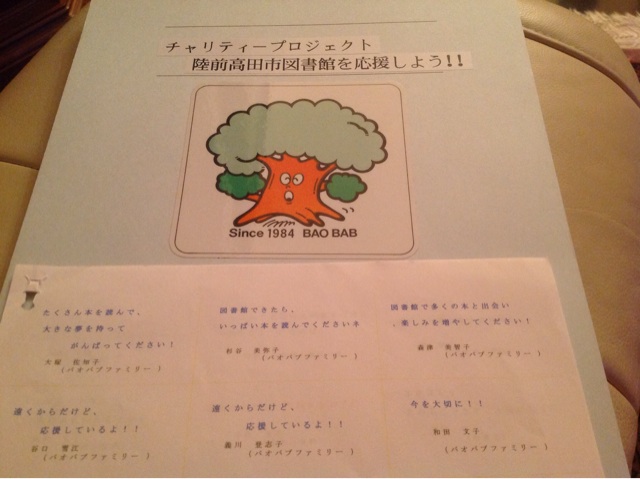 チャリティープロジェクト
陸前高田市図書館を応援しよう!!
Since 1984 BAO BAB
たくさん本を読んで、
大きな夢を持って
がんばってください！
(バオバブファミリー )
図書館できたら、
いっぱい本を読んでくださいネ
(バオバブファミリー )
図書館で多くの本と出会い
、楽しみを増やしてください！
(バオバブファミリー )
遠くからだけど、
応援しているよ！！
(バオバブファミリー )
遠くからだけど、
応援しているよ！！
(バオバブファミリー )
今を大切に！！
和田 文子
(バオバブファミリー )